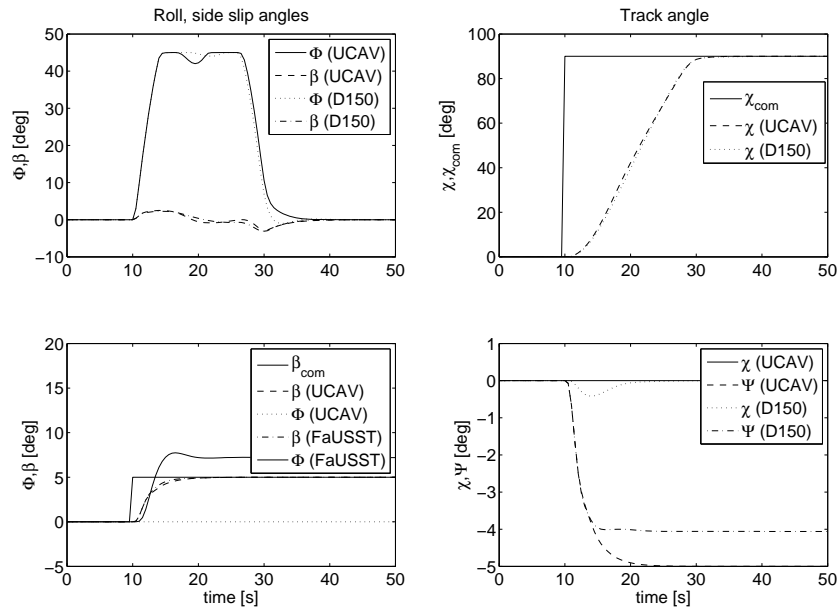 Roll, side slip angles
50
40
30
20
10
0
−10
Φ,β [deg]
Φ (UCAV)
β (UCAV)
Φ (D150)
β (D150)
0 10 20 30 40 50
Track angle
100
80
60
40
20
0
χ,χcom [deg]
χcom
χ (UCAV)
χ (D150)
0 10 20 30 40 50
20
15
10
5
0
−5
Φ,β [deg]
βcom
β (UCAV)
Φ (UCAV)
β (FaUSST)
Φ (FaUSST)
0 10 20 30 40 50
time [s]
1
0
−1
−2
−3
−4
−5
χ,Ψ [deg]
χ (UCAV)
Ψ (UCAV)
χ (D150)
Ψ (D150)
0 10 20 30 40 50
time [s]